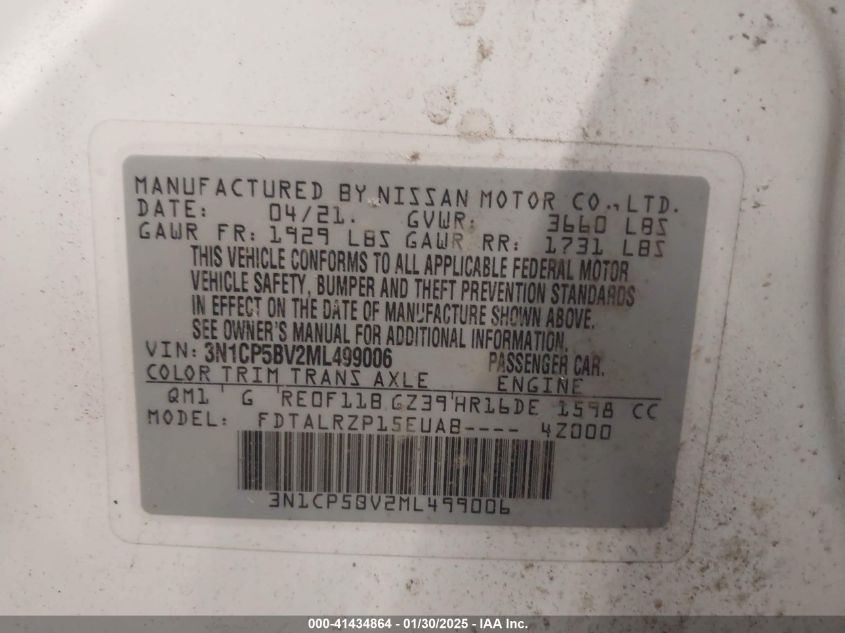 MANUFACTURED BY NISSAN MOTOR CO., LTD.
DATE: 04/21. GVWR: 3660 LBS
GAWR FR: 1929 LBS GAWR RR: 1731 LBS
THIS VEHICLE CONFORMS TO ALL APPLICABLE FEDERAL MOTOR
VEHICLE SAFETY, BUMPER AND THEFT PREVENTION STANDARDS
IN EFFECT ON THE DATE OF MANUFACTURE SHOWN ABOVE.
SEE OWNER'S MANUAL FOR ADDITIONAL INFORMATION.
VIN: 3N1CP5BV2ML499006 PASSENGER CAR.
COLOR TRIM TRANS AXLE ENGINE
QM1 G RE0F11B GZ39 HR16DE 1598 CC
MODEL: FDTALRZP15EUAB---- 4Z000
3N1CP5BV2ML499006
000-41434864 - 01/30/2025 - IAA Inc.